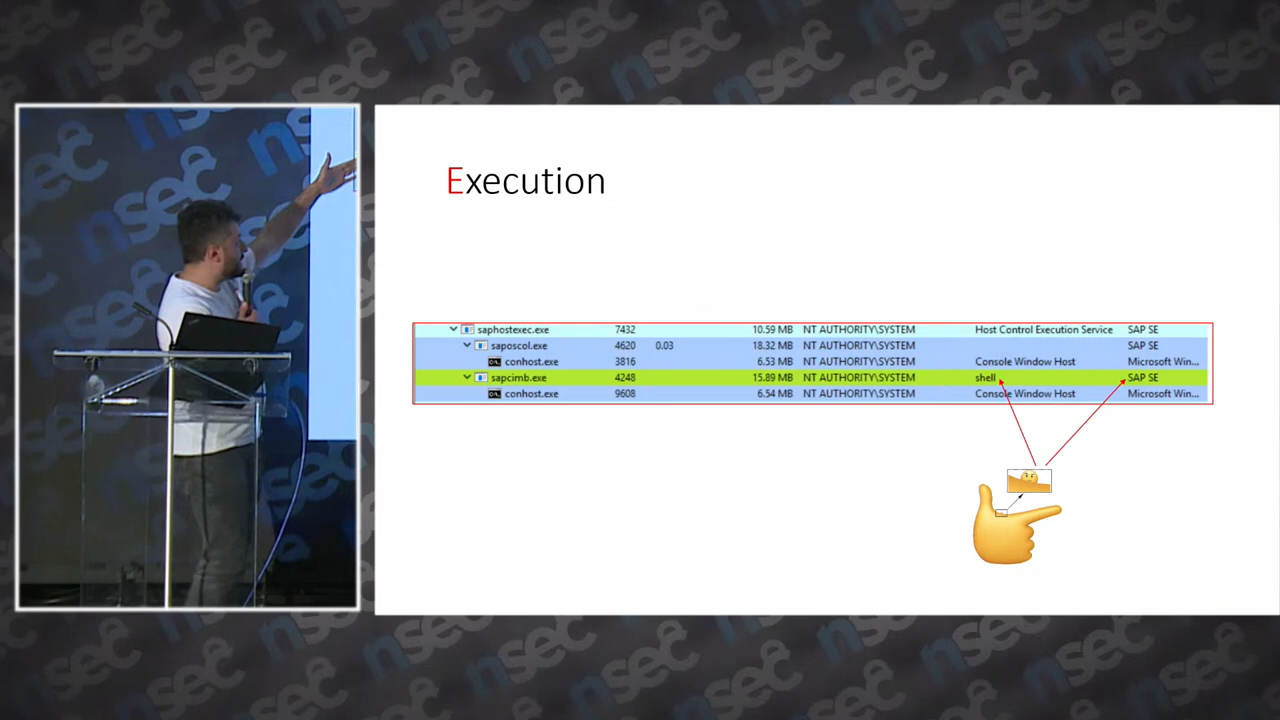 nsec
Execution
saphostexec.exe 7432 10.59 MB NT AUTHORITY\SYSTEM Host Control Execution Service SAP SE
saposcol.exe 4620 0.03 18.32 MB NT AUTHORITY\SYSTEM SAP SE
conhost.exe 3816 6.53 MB NT AUTHORITY\SYSTEM Console Window Host Microsoft Win...
sapcimb.exe 4248 15.89 MB NT AUTHORITY\SYSTEM shell SAP SE
conhost.exe 9608 6.54 MB NT AUTHORITY\SYSTEM Console Window Host Microsoft Win...